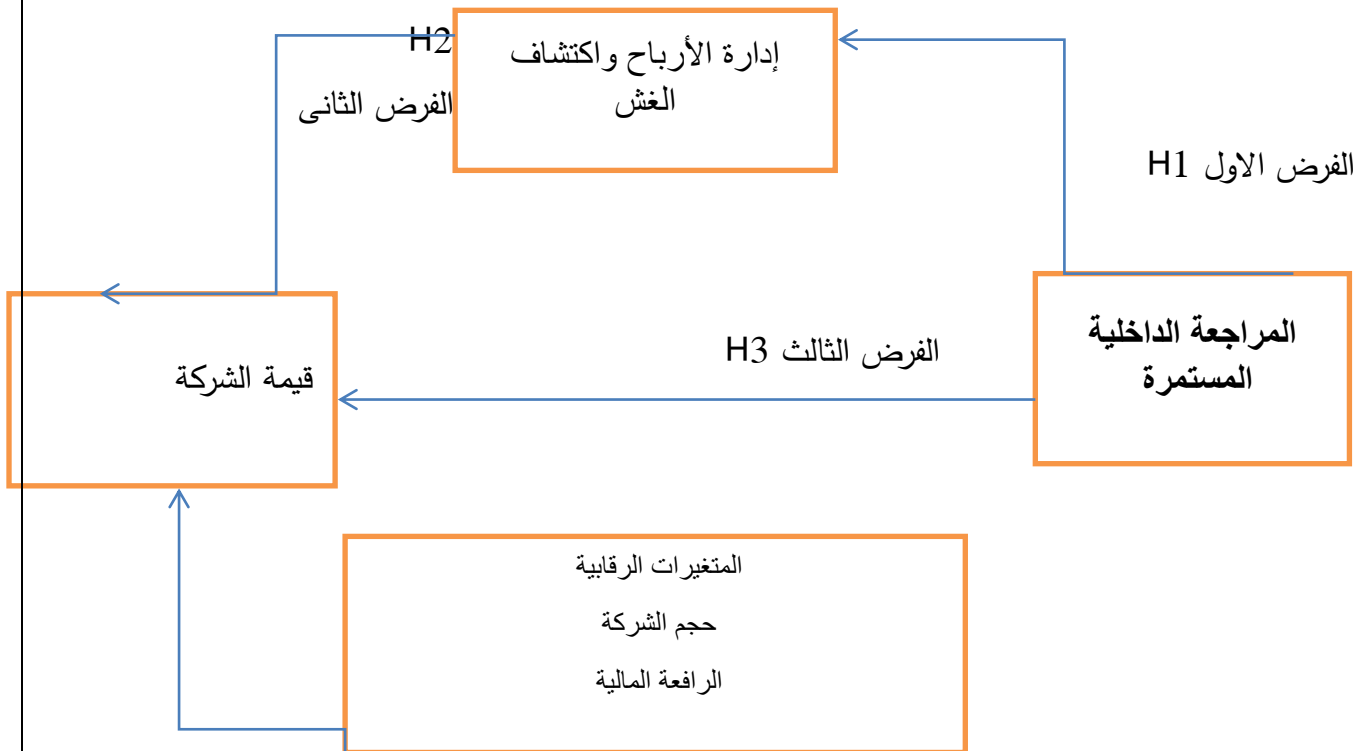 H2
إدارة الأرباح واكتشاف
الغش
الفرض الثانى
الفرض الاول H1
المراجعة الداخلية
المستمرة
الفرض الثالث H3
قيمة الشركة
المتغيرات الرقابية
حجم الشركة
الرافعة المالية